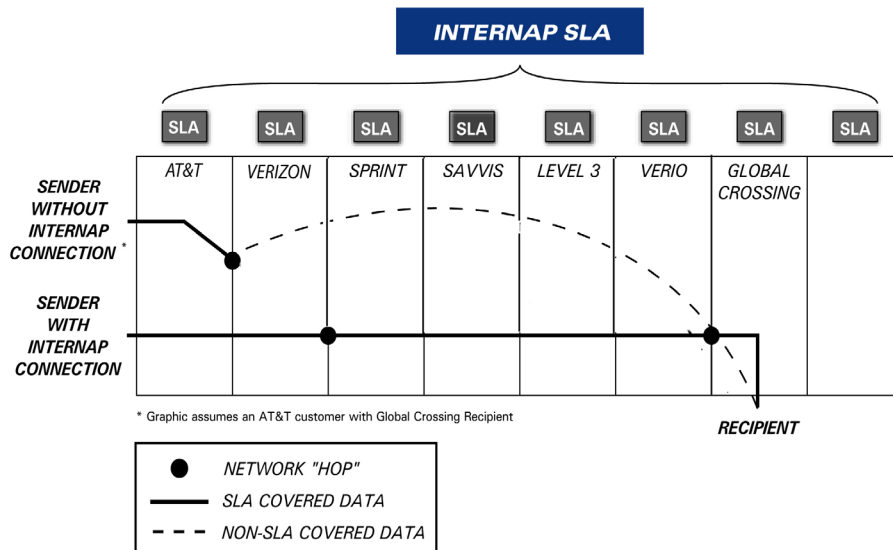 INTERNAP SLA
SLA SLA SLA SLA SLA SLA SLA SLA
AT&T VERIZON SPRINT SAVVIS LEVEL 3 VERIO GLOBAL
CROSSING
SENDER
WITHOUT
INTERNAP
CONNECTION *
SENDER
WITH
INTERNAP
CONNECTION
* Graphic assumes an AT&T customer with Global Crossing Recipient
RECIPIENT
NETWORK "HOP"
SLA COVERED DATA
NON-SLA COVERED DATA